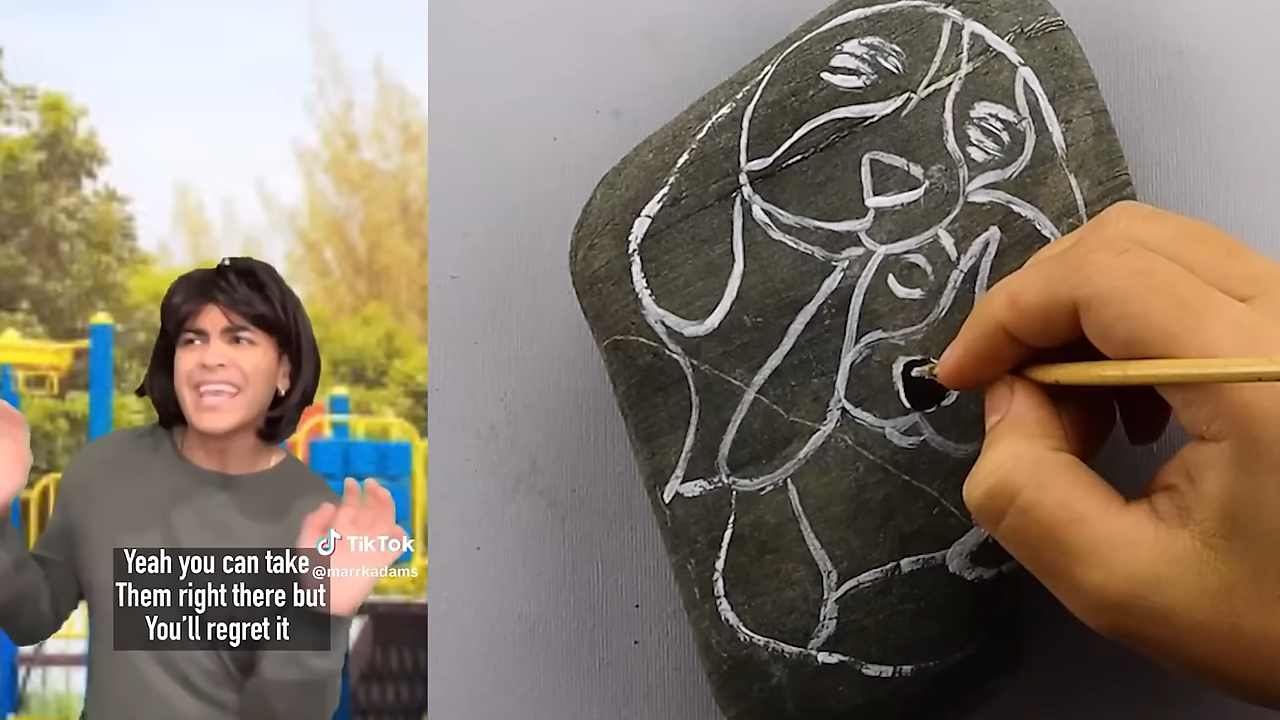 Yeah you can take
Them right there but
You'll regret it
TikTok
@marrkadams